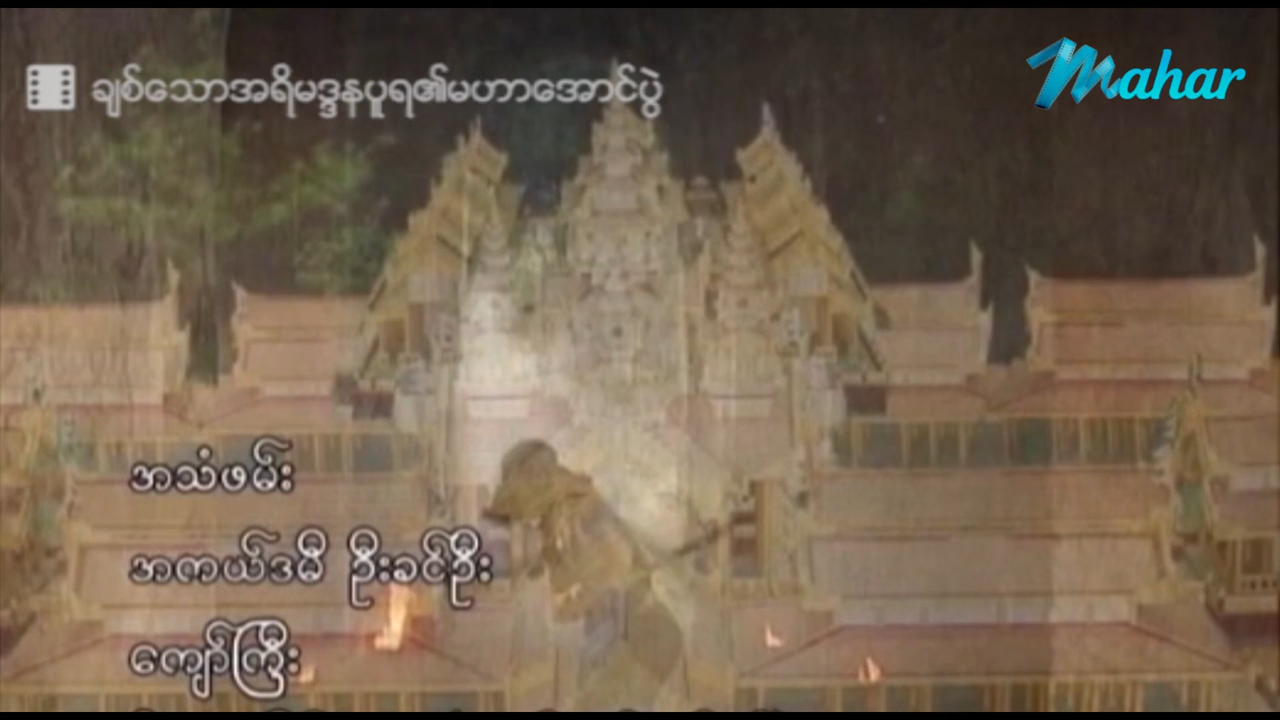 ချစ်သောအရိမဒ္ဒနပူရ၏မဟာအောင်ပွဲ
Mahar
အသံဖမ်း
အကယ်ဒမီ ဦးခင်ဦး
ကျော်ကြီး